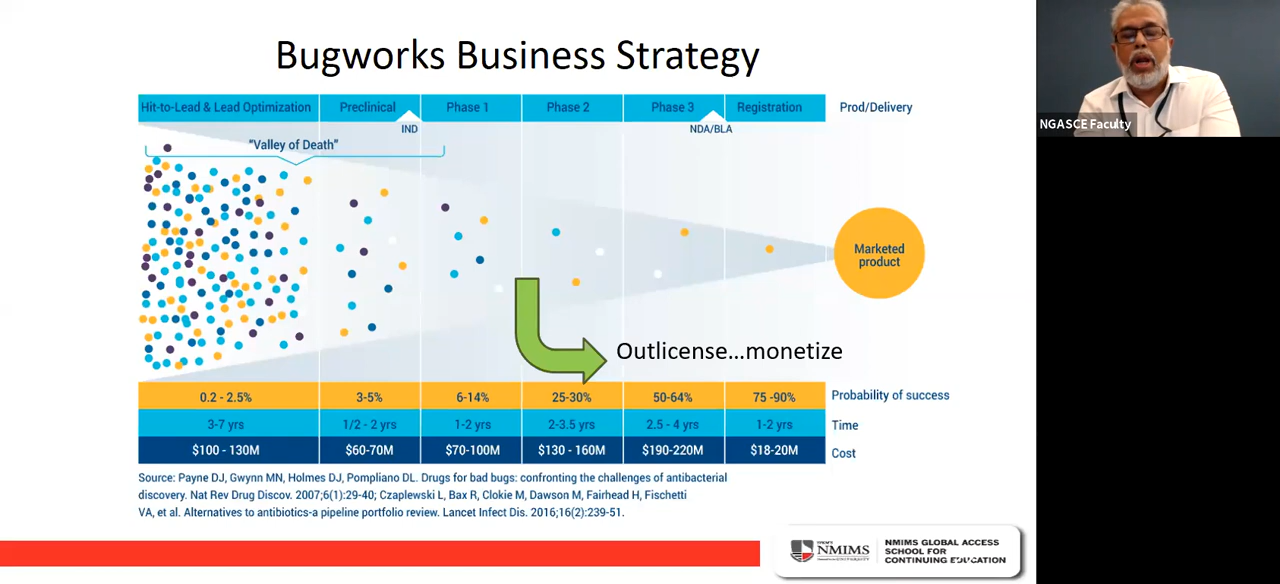 Bugworks Business Strategy
Hit-to-Lead & Lead Optimization
Preclinical
Phase 1
Phase 2
Phase 3
Registration
Prod/Delivery
IND
NDA/BLA
"Valley of Death"
Marketed
product
Outlicense...monetize
0.2 - 2.5%
3-5%
6-14%
25-30%
50-64%
75 -90%
Probability of success
3-7 yrs
1/2 - 2 yrs
1-2 yrs
2-3.5 yrs
2.5 - 4 yrs
1-2 yrs
Time
$100 - 130M
$60-70M
$70-100M
$130 - 160M
$190-220M
$18-20M
Cost
Source: Payne DJ, Gwynn MN, Holmes DJ, Pompliano DL. Drugs for bad bugs: confronting the challenges of antibacterial
discovery. Nat Rev Drug Discov. 2007;6(1):29-40; Czaplewski L, Bax R, Clokie M, Dawson M, Fairhead H, Fischetti
VA, et al. Alternatives to antibiotics-a pipeline portfolio review. Lancet Infect Dis. 2016;16(2):239-51.
NMIMS
NMIMS GLOBAL ACCESS
SCHOOL FOR
CONTINUING EDUCATION
NGASCE Faculty